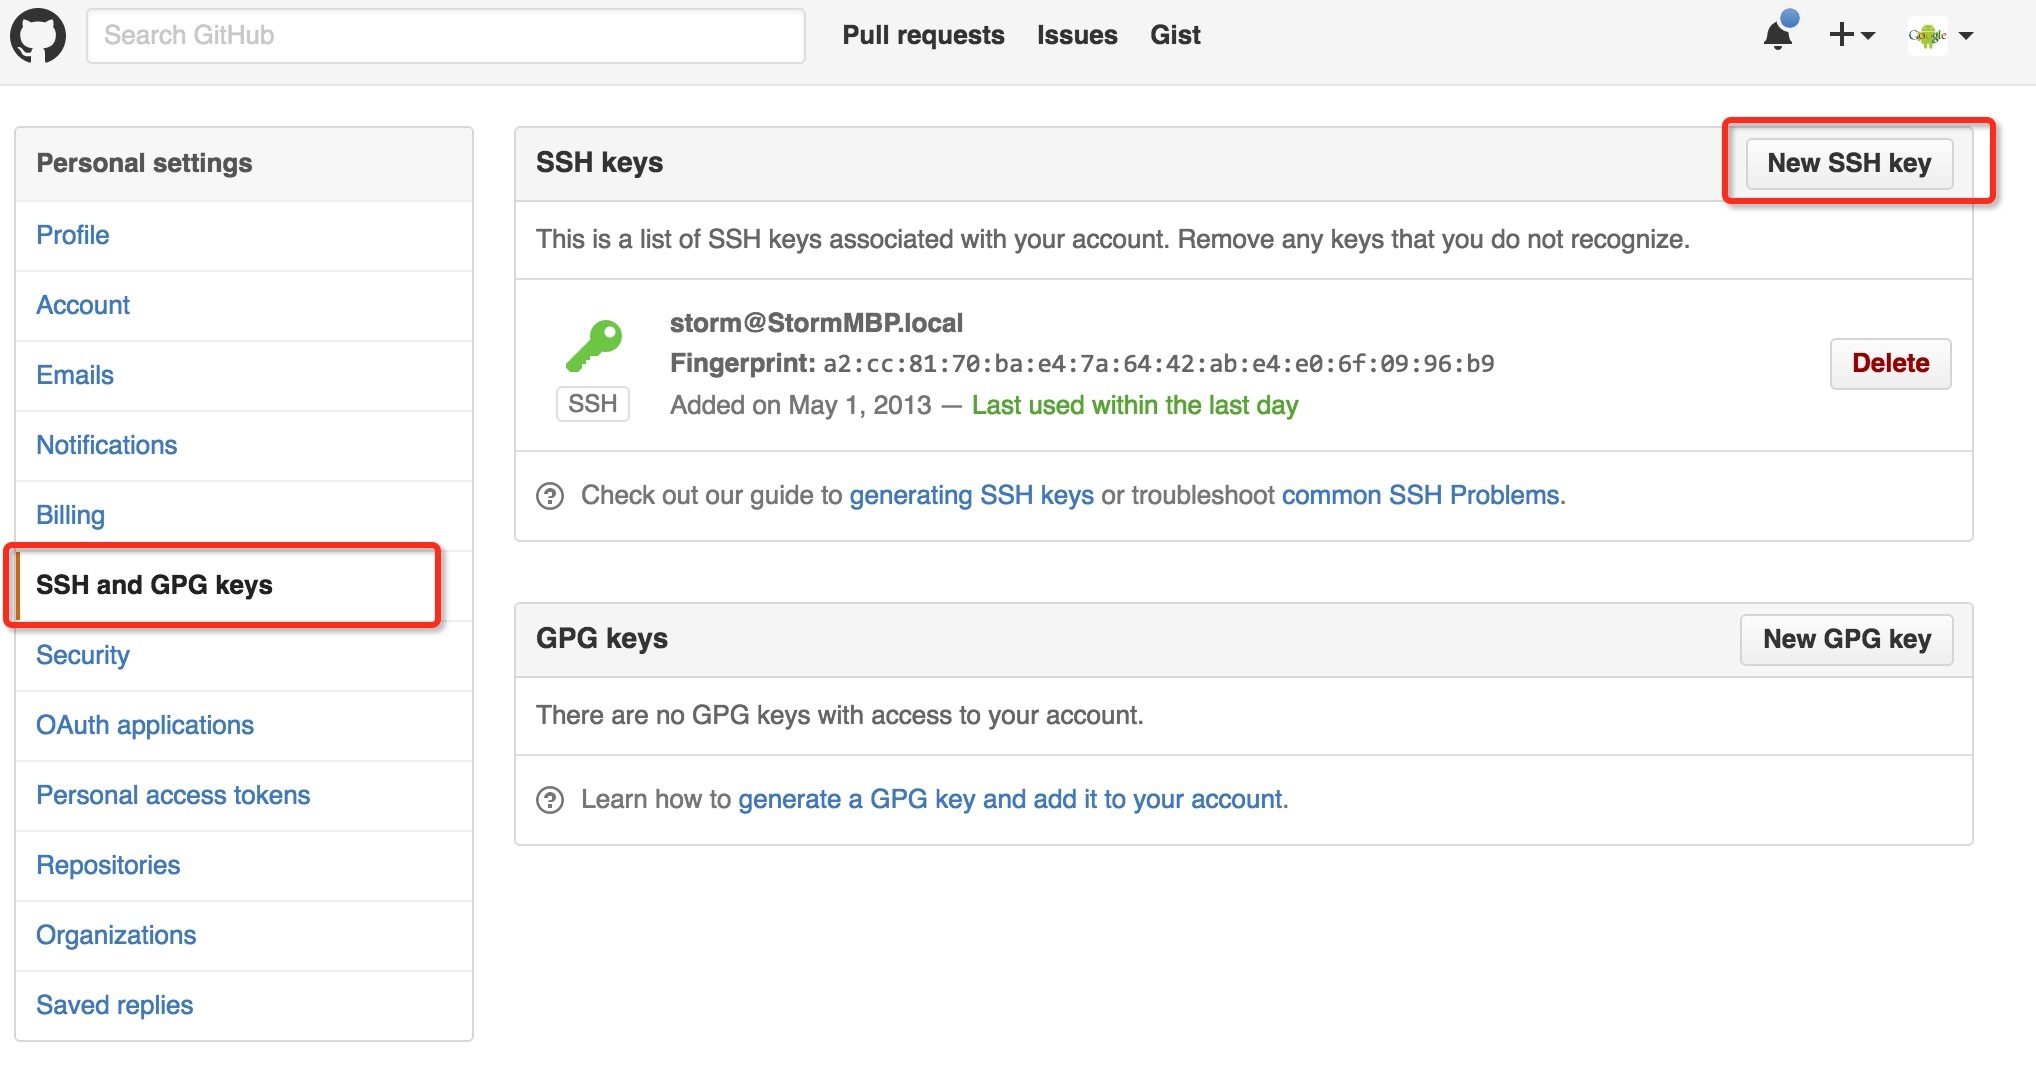 Search GitHub
Pull requests
Issues
Gist
Google
Personal settings
Profile
Account
Emails
Notifications
Billing
SSH and GPG keys
Security
OAuth applications
Personal access tokens
Repositories
Organizations
Saved replies
SSH keys
New SSH key
This is a list of SSH keys associated with your account. Remove any keys that you do not recognize.
storm@StormMBP.local
Fingerprint: a2:cc:81:70:ba:e4:7a:64:42:ab:e4:e0:6f:09:96:b9
SSH
Added on May 1, 2013 — Last used within the last day
Delete
Check out our guide to generating SSH keys or troubleshoot common SSH Problems.
GPG keys
New GPG key
There are no GPG keys with access to your account.
Learn how to generate a GPG key and add it to your account.